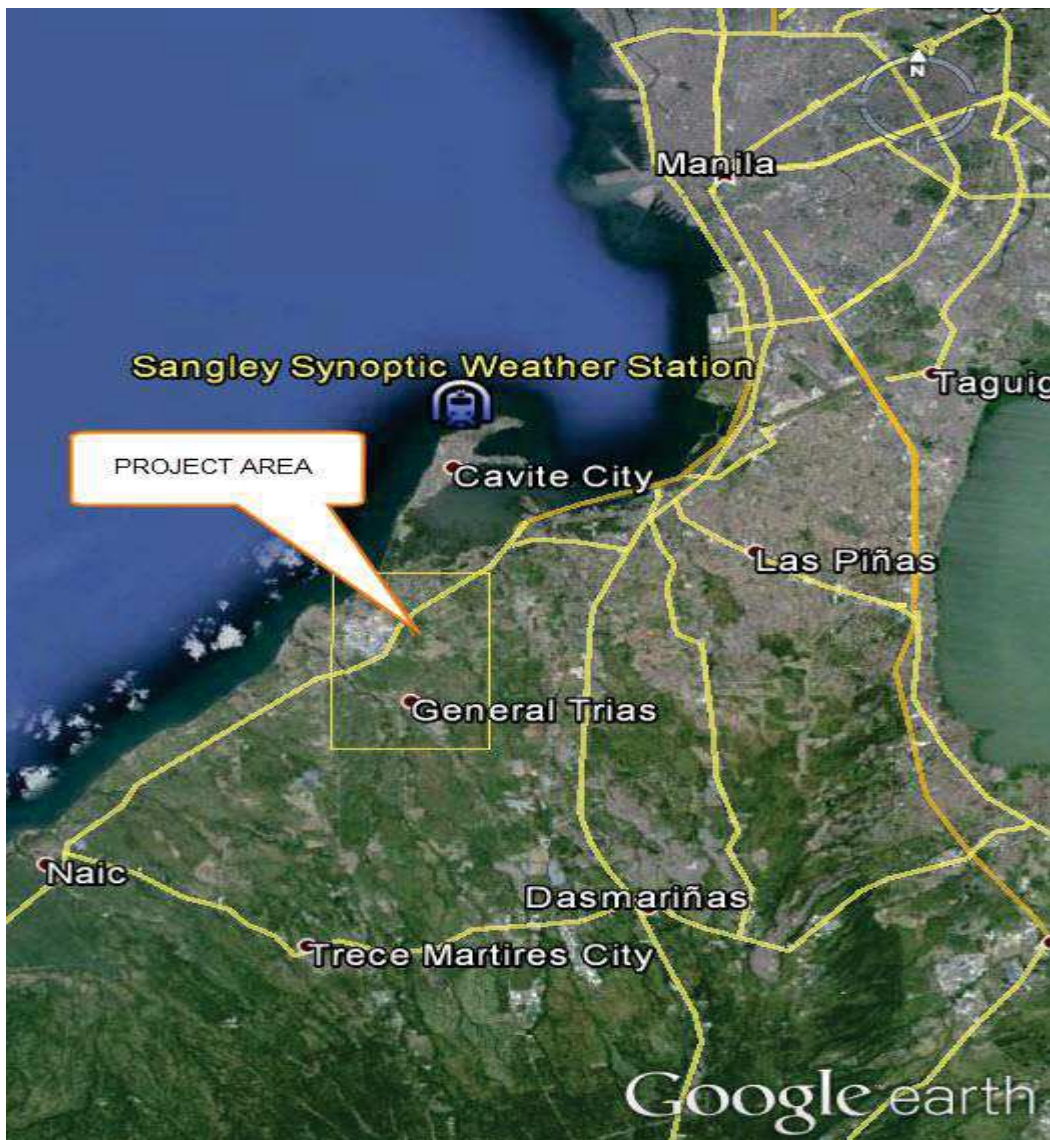 N
Manila
Sangley Synoptic Weather Station
Taguig
PROJECT AREA
Cavite City
Las Piñas
General Trias
Naic
Dasmariñas
Trece Martires City
Google earth